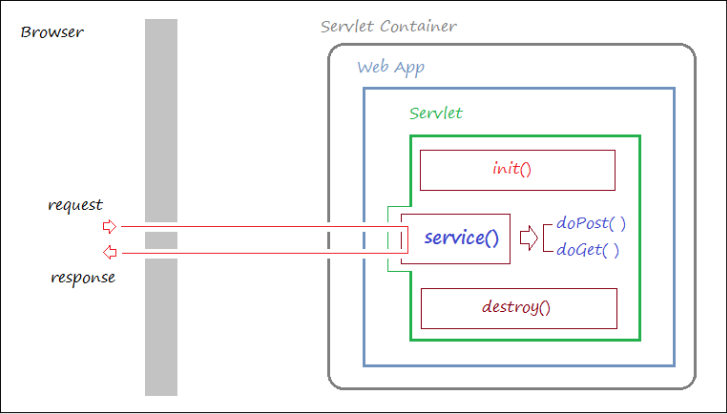 Browser
Servlet Container
Web App
Servlet
init()
request
service()
doPost( )
doGet( )
response
destroy()